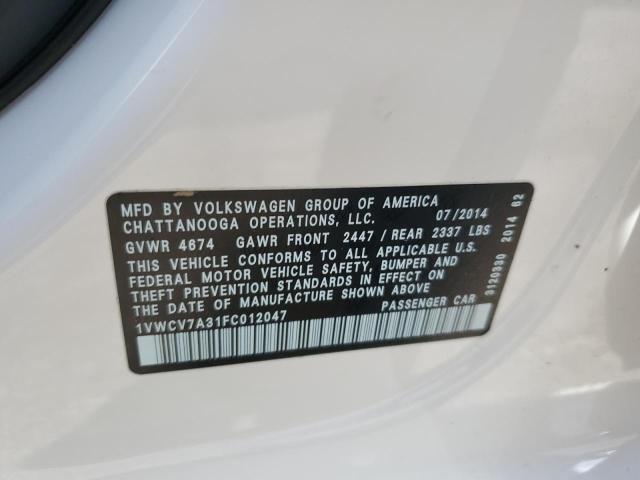 MFD BY VOLKSWAGEN GROUP OF AMERICA
CHATTANOOGA OPERATIONS, LLC. 07/2014
GVWR 4674 GAWR FRONT 2447 / REAR 2337 LBS
THIS VEHICLE CONFORMS TO ALL APPLICABLE U.S.
FEDERAL MOTOR VEHICLE SAFETY, BUMPER AND
THEFT PREVENTION STANDARDS IN EFFECT ON
THE DATE OF MANUFACTURE SHOWN ABOVE.
1VWCV7A31FC012047 PASSENGER CAR
3120390 2014 02